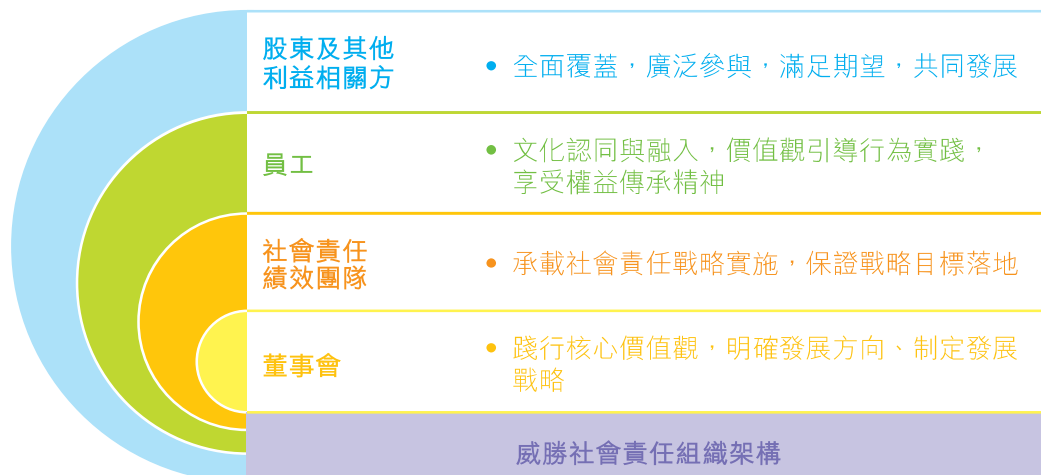 股東及其他
利益相關方
• 全面覆蓋，廣泛參與，滿足期望，共同發展
員工
• 文化認同與融入，價值觀引導行為實踐，
享受權益傳承精神
社會責任
績效團隊
• 承載社會責任戰略實施，保證戰略目標落地
董事會
• 踐行核心價值觀，明確發展方向、制定發展
戰略
威勝社會責任組織架構